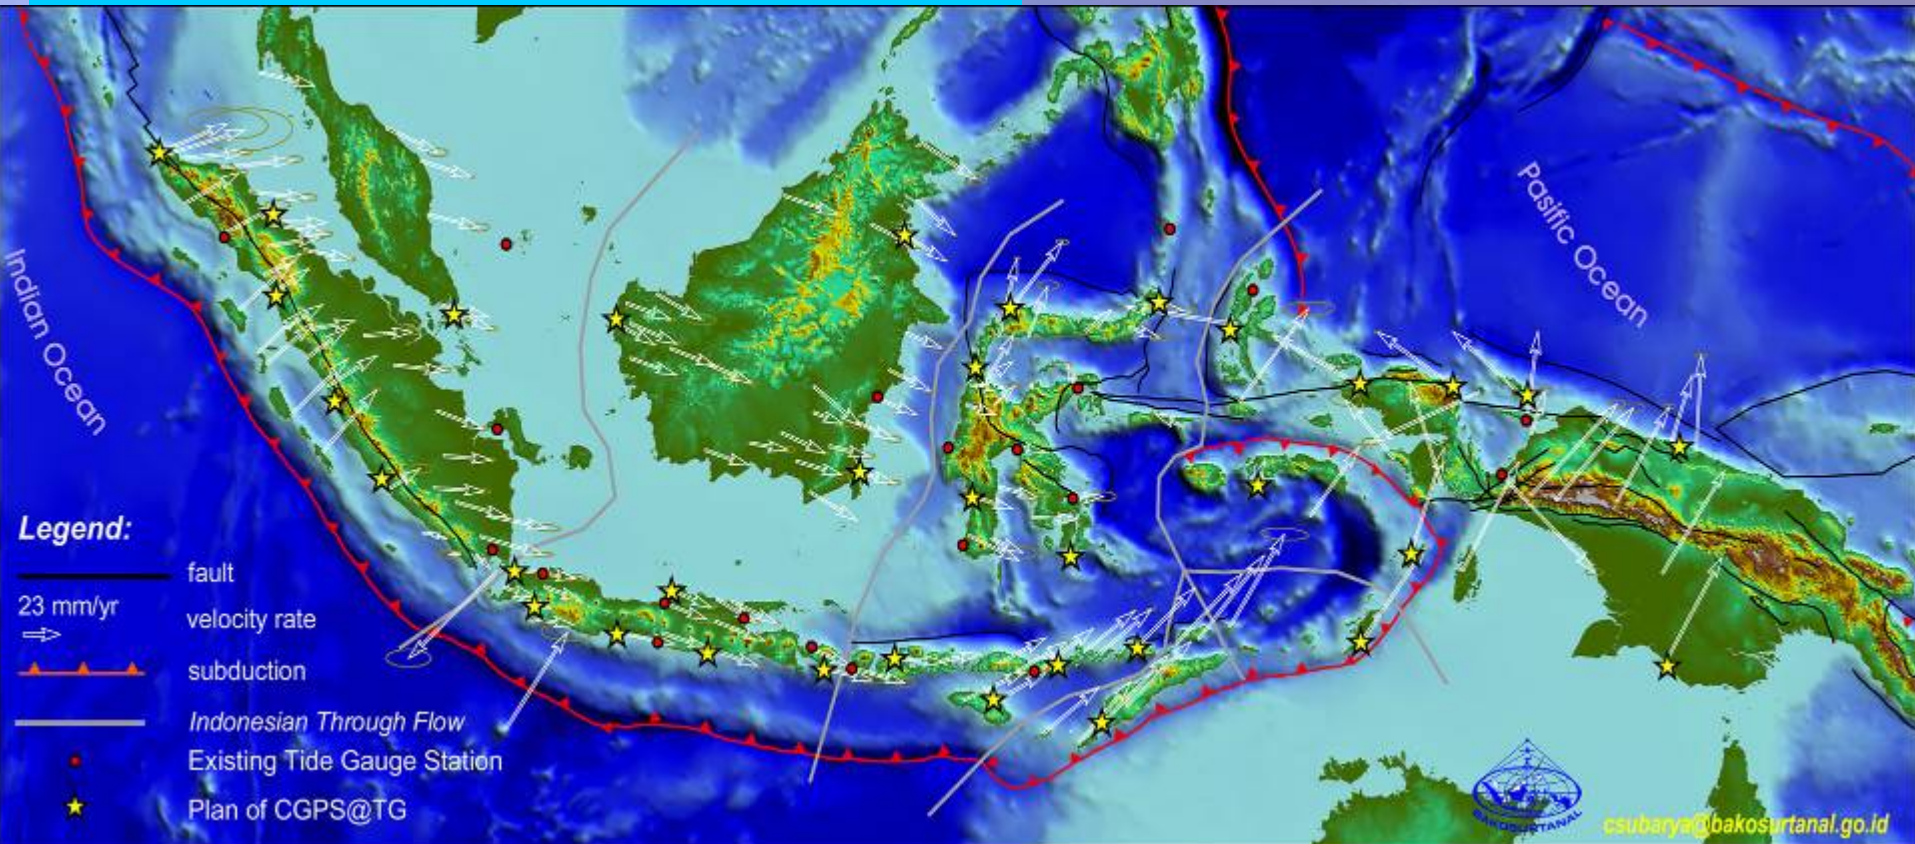 Indian Ocean
Pasific Ocean
Legend:
fault
23 mm/yr
velocity rate
subduction
Indonesian Through Flow
Existing Tide Gauge Station
Plan of CGPS@TG
BAKOSURTANAL
csubarya@bakosurtanal.go.id